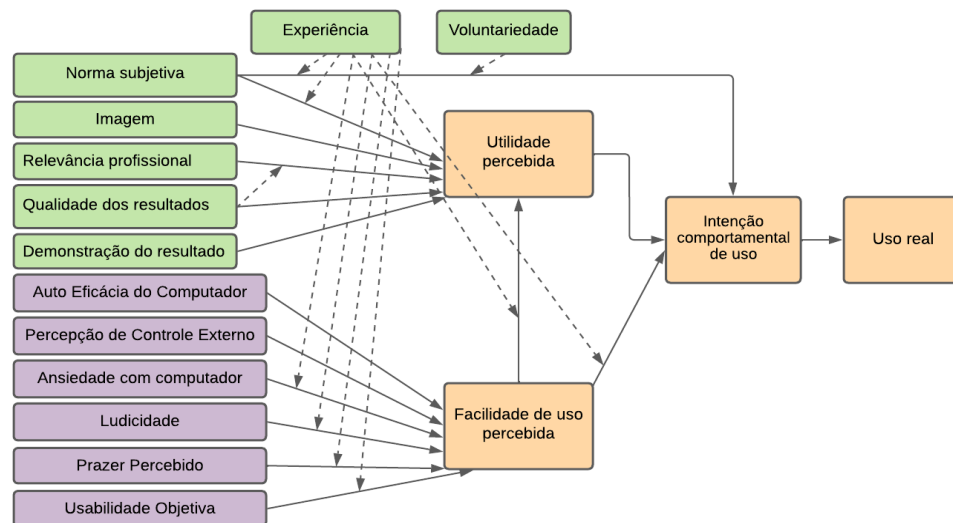 Experiência
Voluntariedade
Norma subjetiva
Imagem
Relevância profissional
Qualidade dos resultados
Demonstração do resultado
Auto Eficácia do Computador
Percepção de Controle Externo
Ansiedade com computador
Ludicidade
Prazer Percebido
Usabilidade Objetiva
Utilidade
percebida
Facilidade de uso
percebida
Intenção
comportamental
de uso
Uso real